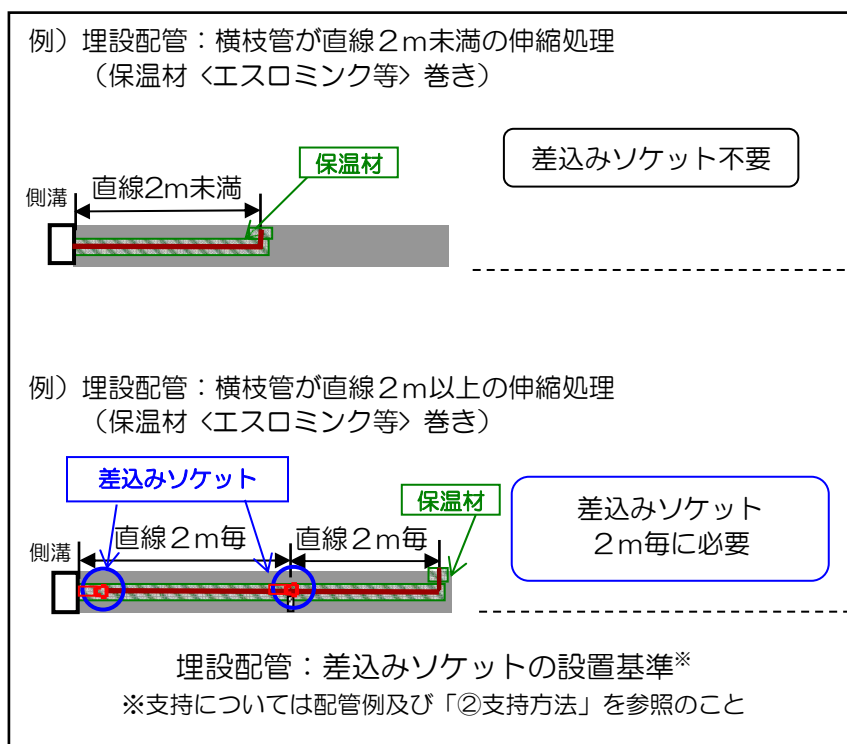 例）埋設配管：横枝管が直線２ｍ未満の伸縮処理
（保温材〈エスロミンク等〉巻き）
差込みソケット不要
保温材
側溝
直線2ｍ未満
例）埋設配管：横枝管が直線２ｍ以上の伸縮処理
（保温材〈エスロミンク等〉巻き）
差込みソケット
保温材
差込みソケット
２ｍ毎に必要
側溝
直線２ｍ毎
直線２ｍ毎
埋設配管：差込みソケットの設置基準※
※支持については配管例及び「②支持方法」を参照のこと